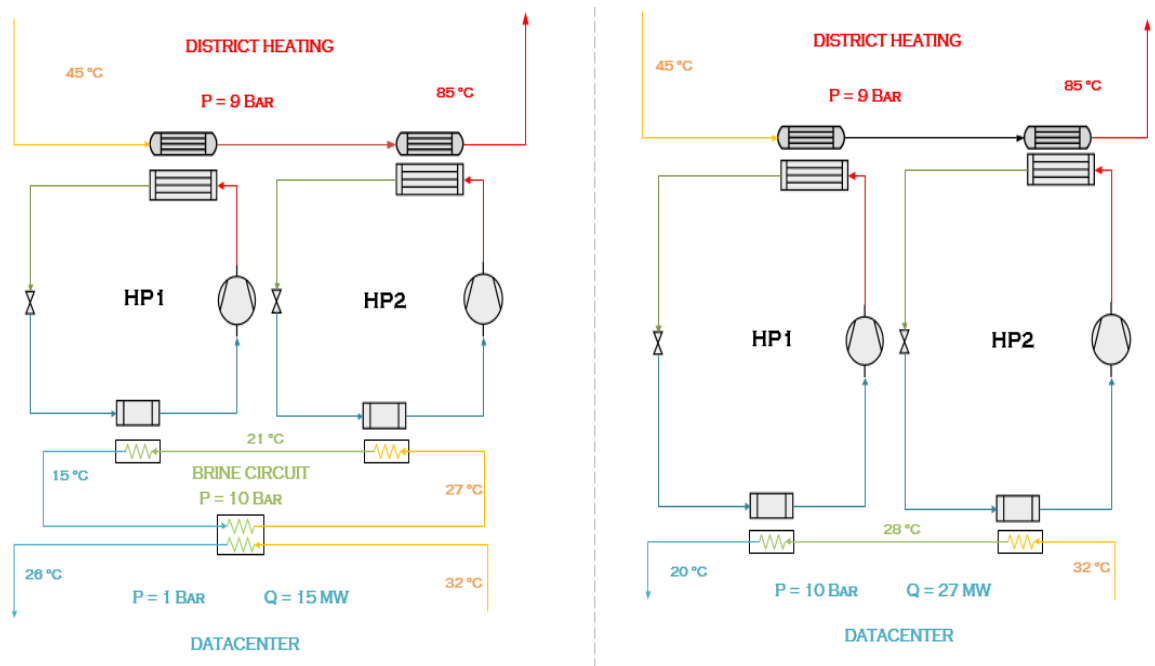 DISTRICT HEATING
45 °C
P = 9 Bar
85 °C
HP1
HP2
21 °C
15 °C
BRINE CIRCUIT
27 °C
P = 10 Bar
26 °C
32 °C
P = 1 Bar
Q = 15 MW
DATACENTER
DISTRICT HEATING
45 °C
P = 9 Bar
85 °C
HP1
HP2
28 °C
20 °C
32 °C
P = 10 Bar
Q = 27 MW
DATACENTER